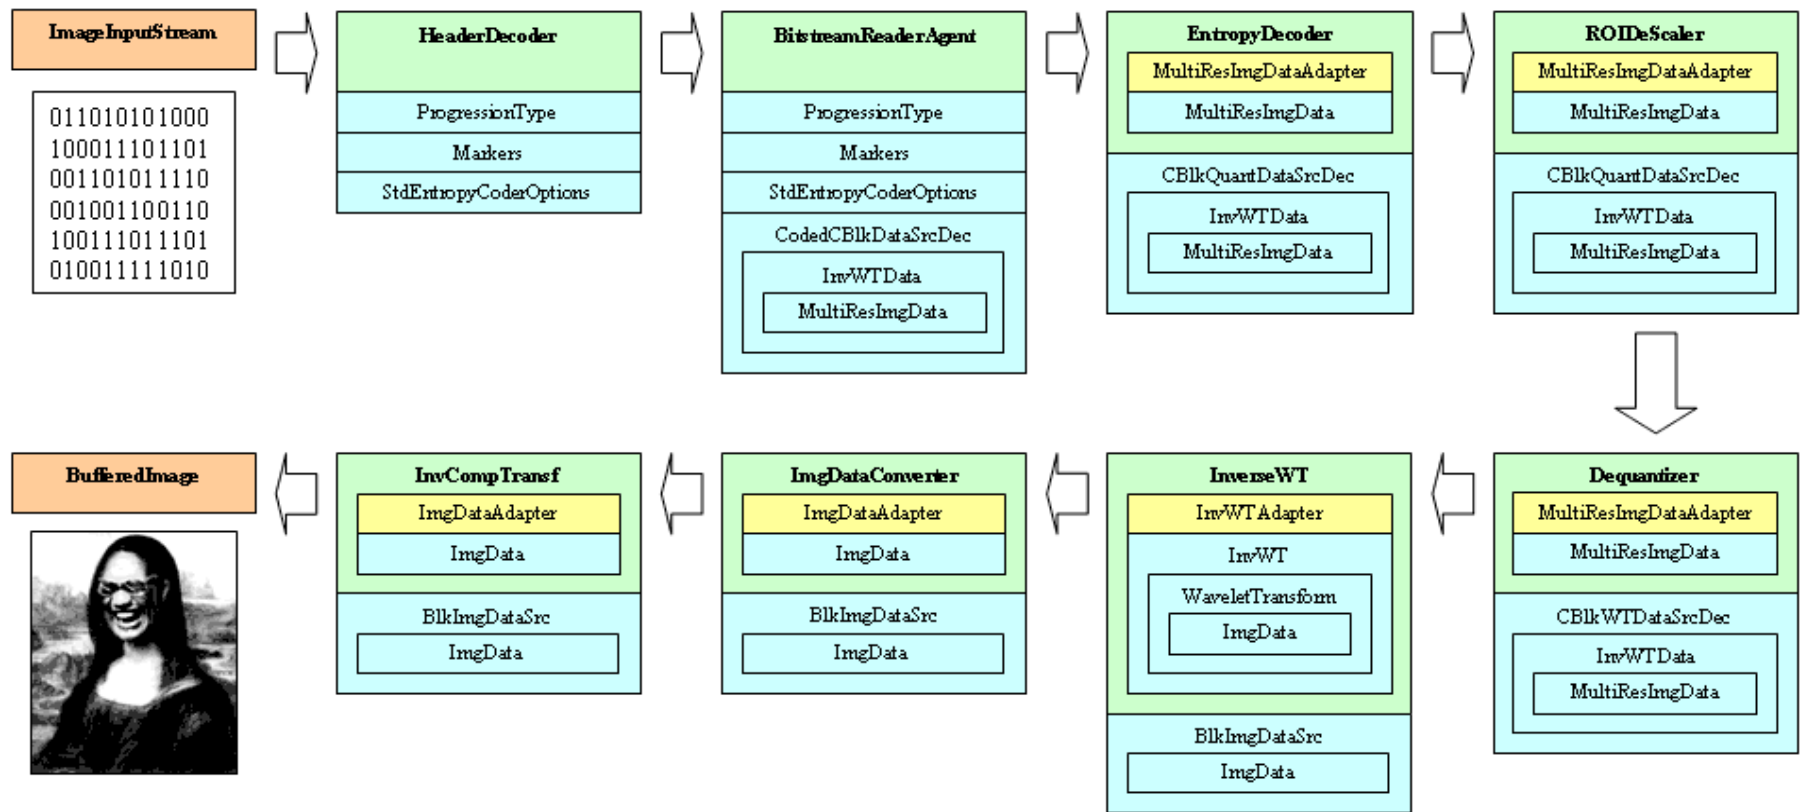 ImageInputStream
011010101000
100011101101
001101011110
001001100110
100111011101
010011111010
HeaderDecoder
ProgressionType
Markers
StdEntropyCoderOptions
BitstreamReaderAgent
ProgressionType
Markers
StdEntropyCoderOptions
CodedCBlkDataSrcDec
InvWTData
MultiResImgData
EntropyDecoder
MultiResImgDataAdapter
MultiResImgData
CBlkQuantDataSrcDec
InvWTData
MultiResImgData
ROIDeScaler
MultiResImgDataAdapter
MultiResImgData
CBlkQuantDataSrcDec
InvWTData
MultiResImgData
Dequantizer
MultiResImgDataAdapter
MultiResImgData
CBlkWTDataSrcDec
InvWTData
MultiResImgData
InverseWT
InvWTAdapter
InvWT
WaveletTransform
ImgData
BlkImgDataSrc
ImgData
ImgDataConverter
ImgDataAdapter
ImgData
BlkImgDataSrc
ImgData
InvCompTransf
ImgDataAdapter
ImgData
BlkImgDataSrc
ImgData
BufferedImage